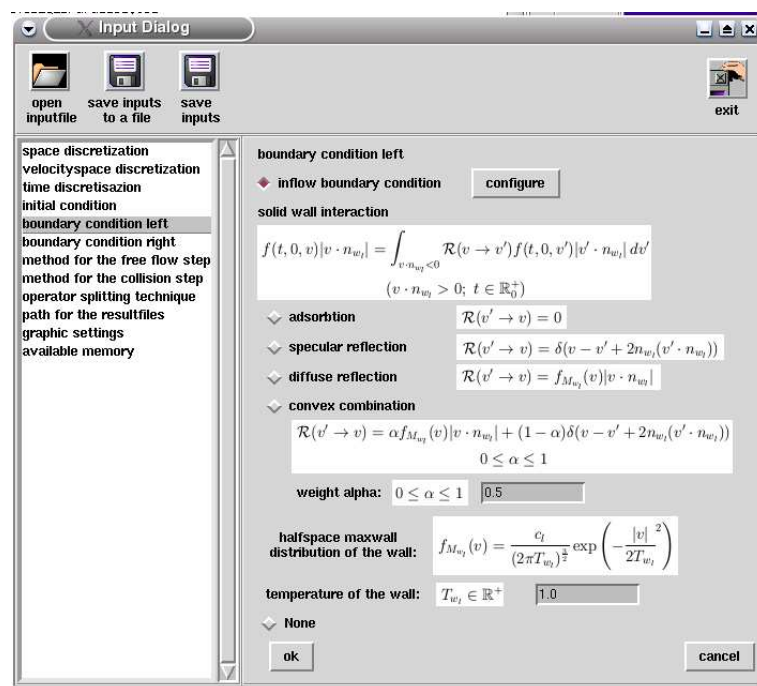 Input Dialog
open
inputfile
save inputs
to a file
save
inputs
exit
space discretization
velocityspace discretization
time discretisazion
initial condition
boundary condition left
boundary condition right
method for the free flow step
method for the collision step
operator splitting technique
path for the resultfiles
graphic settings
available memory
boundary condition left
inflow boundary condition
configure
solid wall interaction
f(t, 0, v)|v · n_{w_l}| = ∫_{v·n_{w_l}<0} R(v → v′)f(t, 0, v′)|v′ · n_{w_l}| dv′
(v · n_{w_l} > 0; t ∈ ℝ₀⁺)
adsorbtion R(v′ → v) = 0
specular reflection R(v′ → v) = δ(v − v′ + 2n_{w_l}(v′ · n_{w_l}))
diffuse reflection R(v′ → v) = f_{M_{w_l}}(v)|v · n_{w_l}|
convex combination
R(v′ → v) = αf_{M_{w_l}}(v)|v · n_{w_l}| + (1 − α)δ(v − v′ + 2n_{w_l}(v′ · n_{w_l}))
0 ≤ α ≤ 1
weight alpha: 0 ≤ α ≤ 1 0.5
halfspace maxwall
distribution of the wall:
f_{M_{w_l}}(v) = c_l / (2πT_{w_l})^{3/2} exp(−|v|² / 2T_{w_l})
temperature of the wall: T_{w_l} ∈ ℝ⁺ 1.0
None
ok
cancel